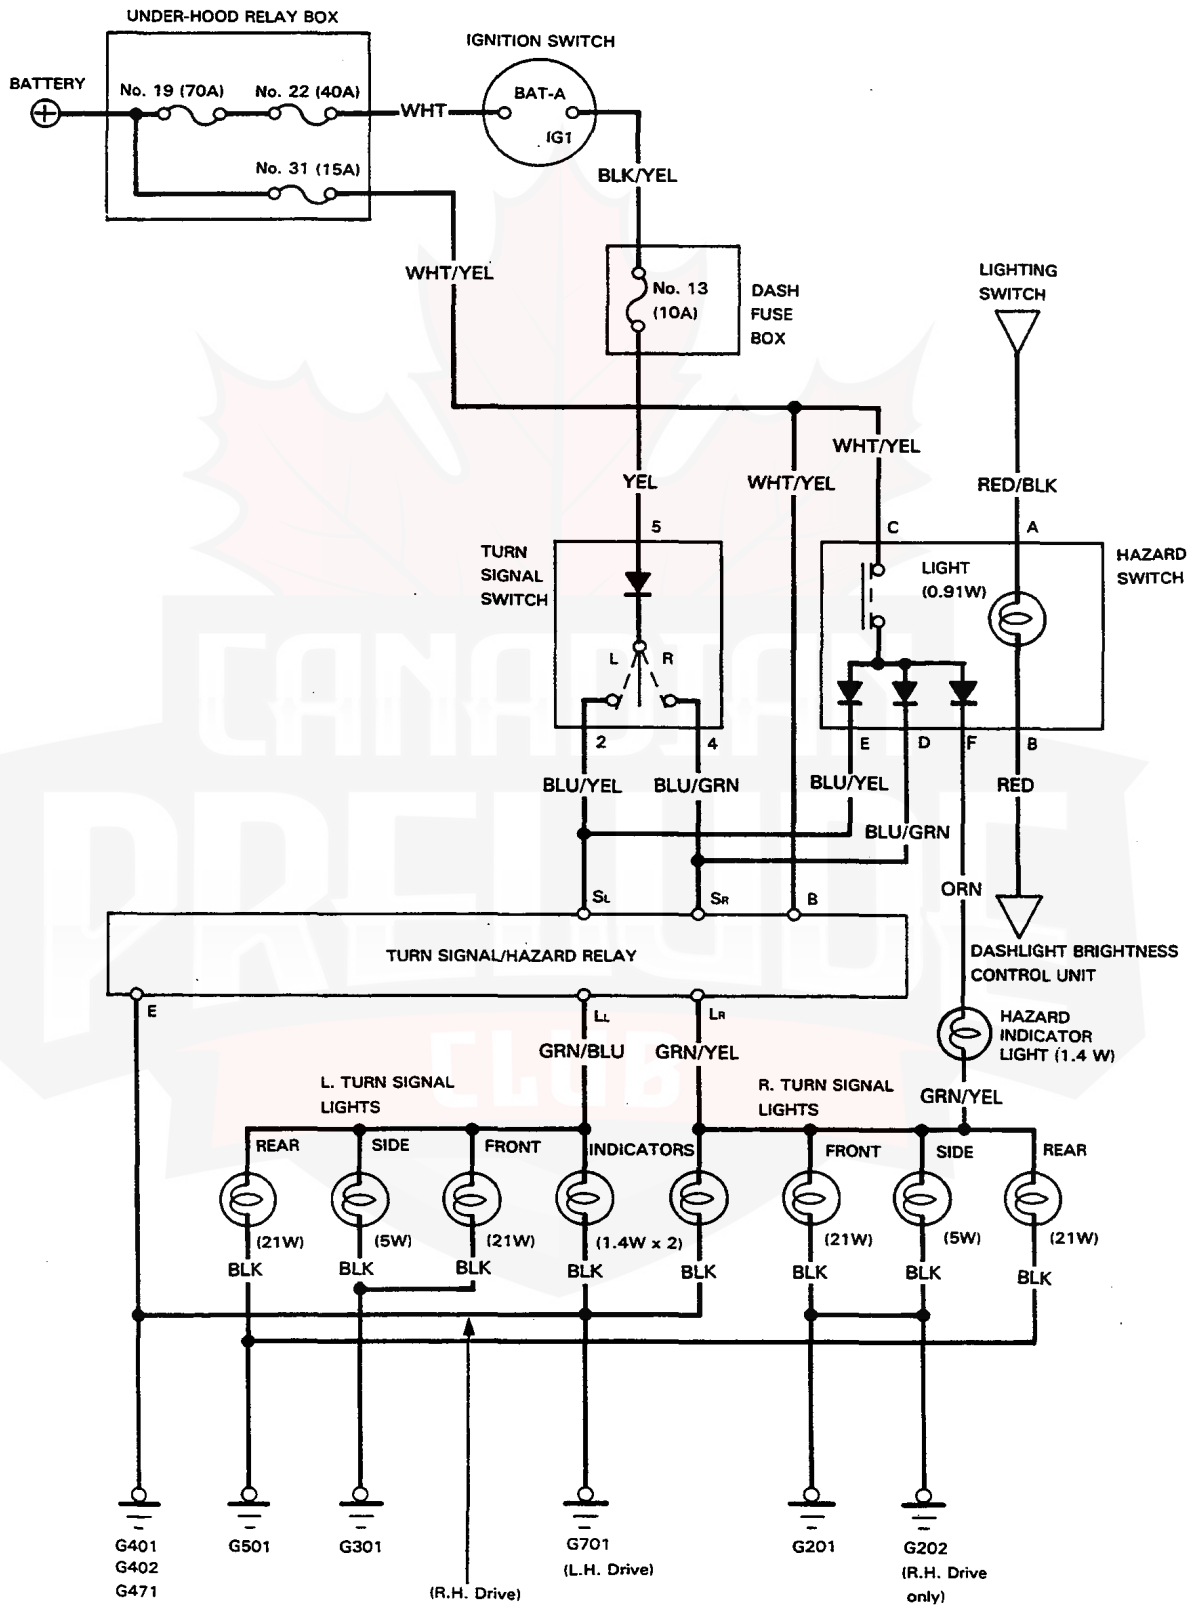 UNDER-HOOD RELAY BOX
IGNITION SWITCH
BATTERY
No. 19 (70A)
No. 22 (40A)
WHT
BAT-A
IG1
No. 31 (15A)
BLK/YEL
WHT/YEL
No. 13
(10A)
DASH
FUSE
BOX
LIGHTING
SWITCH
WHT/YEL
YEL
WHT/YEL
RED/BLK
5
C
A
TURN
SIGNAL
SWITCH
LIGHT
(0.91W)
HAZARD
SWITCH
L
R
2
4
E
D
F
B
BLU/YEL
BLU/GRN
BLU/YEL
RED
BLU/GRN
ORN
SL
SR
B
TURN SIGNAL/HAZARD RELAY
DASHLIGHT BRIGHTNESS
CONTROL UNIT
E
LL
LR
HAZARD
INDICATOR
LIGHT (1.4 W)
GRN/BLU
GRN/YEL
L. TURN SIGNAL
LIGHTS
R. TURN SIGNAL
LIGHTS
GRN/YEL
REAR
SIDE
FRONT
INDICATORS
FRONT
SIDE
REAR
(21W)
(5W)
(21W)
(1.4W x 2)
(21W)
(5W)
(21W)
BLK
BLK
BLK
BLK
BLK
BLK
BLK
BLK
G401
G402
G471
G501
G301
G701
(L.H. Drive)
G201
G202
(R.H. Drive
only)
(R.H. Drive)
CANADIAN
PRELUDE
CLUB